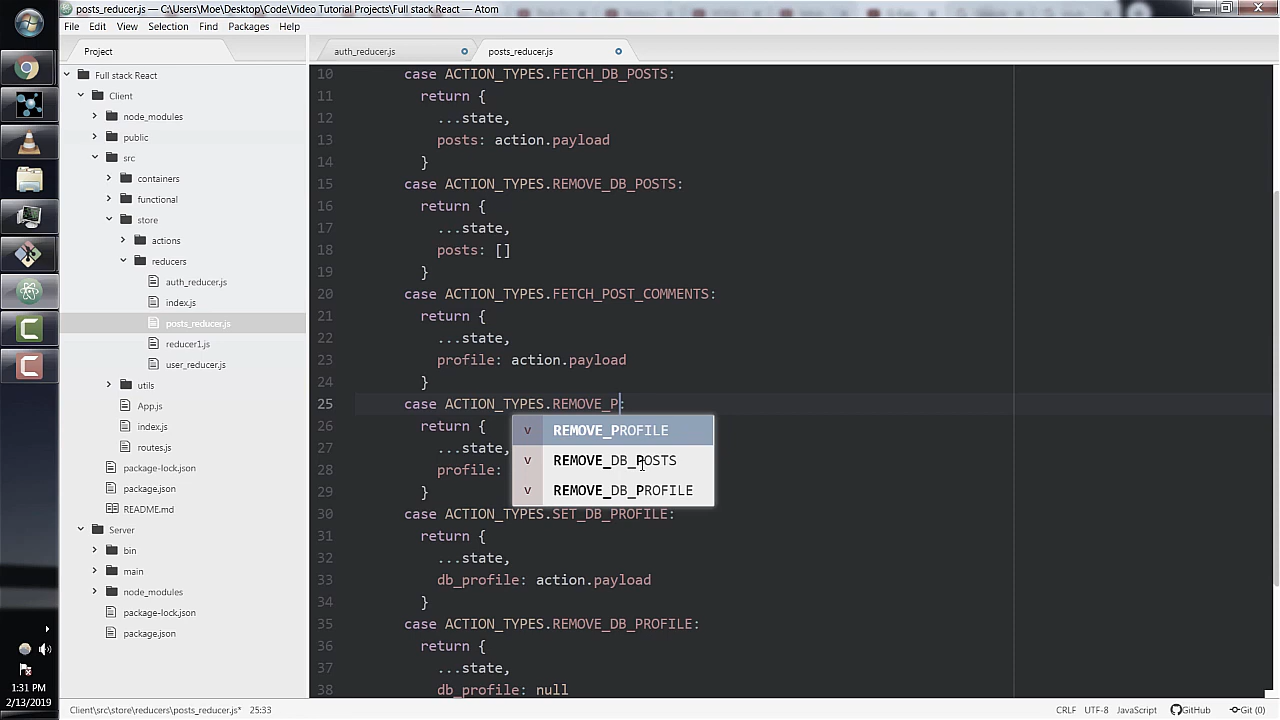 posts_reducer.js — C:\Users\Moe\Desktop\Code\Video Tutorial Projects\Full stack React — Atom
File Edit View Selection Find Packages Help
Project
auth_reducer.js
posts_reducer.js
Full stack React
Client
node_modules
public
src
containers
functional
store
actions
reducers
auth_reducer.js
index.js
posts_reducer.js
reducer1.js
user_reducer.js
utils
App.js
index.js
routes.js
package-lock.json
package.json
README.md
Server
bin
main
node_modules
package-lock.json
package.json
10 case ACTION_TYPES.FETCH_DB_POSTS:
11 return {
12 ...state,
13 posts: action.payload
14 }
15 case ACTION_TYPES.REMOVE_DB_POSTS:
16 return {
17 ...state,
18 posts: []
19 }
20 case ACTION_TYPES.FETCH_POST_COMMENTS:
21 return {
22 ...state,
23 profile: action.payload
24 }
25 case ACTION_TYPES.REMOVE_P:
26 return {
27 ...state,
28 profile:
29 }
v REMOVE_PROFILE
v REMOVE_DB_POSTS
v REMOVE_DB_PROFILE
30 case ACTION_TYPES.SET_DB_PROFILE:
31 return {
32 ...state,
33 db_profile: action.payload
34 }
35 case ACTION_TYPES.REMOVE_DB_PROFILE:
36 return {
37 ...state,
38 db_profile: null
1:31 PM
2/13/2019
Client\src\store\reducers\posts_reducer.js* 25:33
CRLF UTF-8 JavaScript GitHub Git (0)